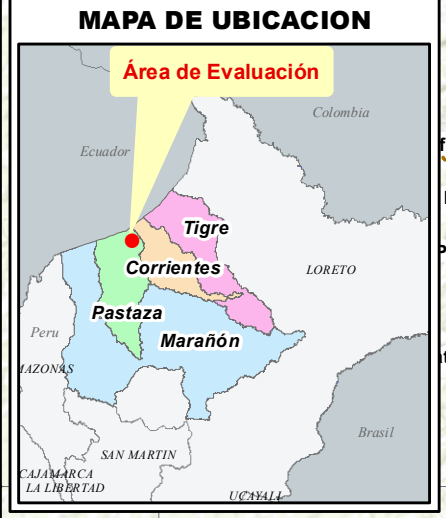 MAPA DE UBICACION
Área de Evaluación
Colombia
Ecuador
Tigre
Corrientes
LORETO
Pastaza
Peru
Marañón
MAZONAS
Brasil
SAN MARTIN
CAJAMARCA
LA LIBERTAD
UCAYALI